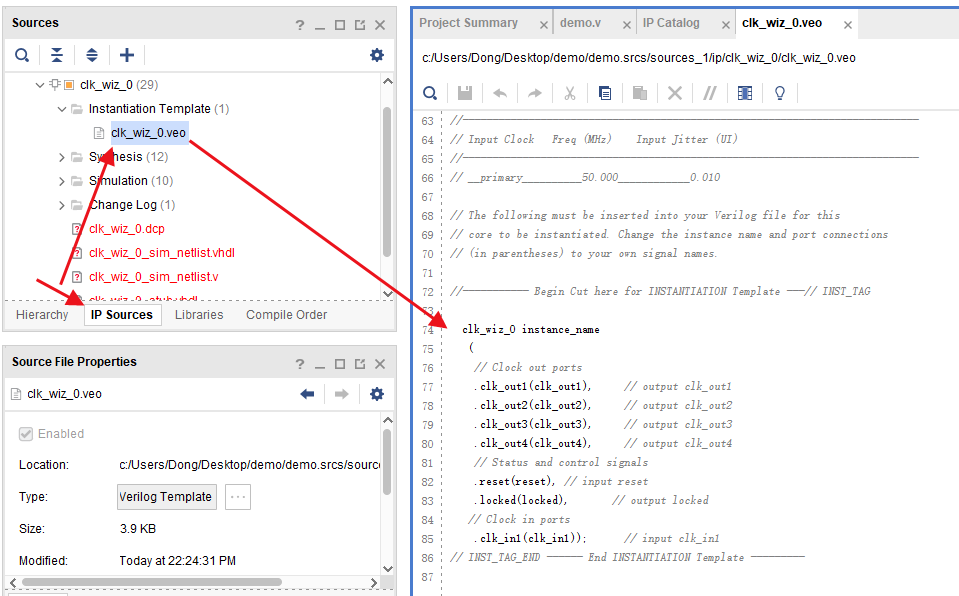 Sources
clk_wiz_0 (29)
Instantiation Template (1)
clk_wiz_0.veo
Synthesis (12)
Simulation (10)
Change Log (1)
clk_wiz_0.dcp
clk_wiz_0_sim_netlist.vhdl
clk_wiz_0_sim_netlist.v
Hierarchy IP Sources Libraries Compile Order
Source File Properties
clk_wiz_0.veo
Enabled
Location: c:/Users/Dong/Desktop/demo/demo.srcs/source
Type: Verilog Template ...
Size: 3.9 KB
Modified: Today at 22:24:31 PM
Project Summary demo.v IP Catalog clk_wiz_0.veo
c:/Users/Dong/Desktop/demo/demo.srcs/sources_1/ip/clk_wiz_0/clk_wiz_0.veo
63 //----------------------------------------------------------------------------
64 // Input Clock Freq (MHz) Input Jitter (UI)
65 //----------------------------------------------------------------------------
66 // __primary__________50.000____________0.010
67
68 // The following must be inserted into your Verilog file for this
69 // core to be instantiated. Change the instance name and port connections
70 // (in parentheses) to your own signal names.
71
72 //----------- Begin Cut here for INSTANTIATION Template ---// INST_TAG
73
74 clk_wiz_0 instance_name
75 (
76 // Clock out ports
77 .clk_out1(clk_out1), // output clk_out1
78 .clk_out2(clk_out2), // output clk_out2
79 .clk_out3(clk_out3), // output clk_out3
80 .clk_out4(clk_out4), // output clk_out4
81 // Status and control signals
82 .reset(reset), // input reset
83 .locked(locked), // output locked
84 // Clock in ports
85 .clk_in1(clk_in1)); // input clk_in1
86 // INST_TAG_END ------ End INSTANTIATION Template ---------
87